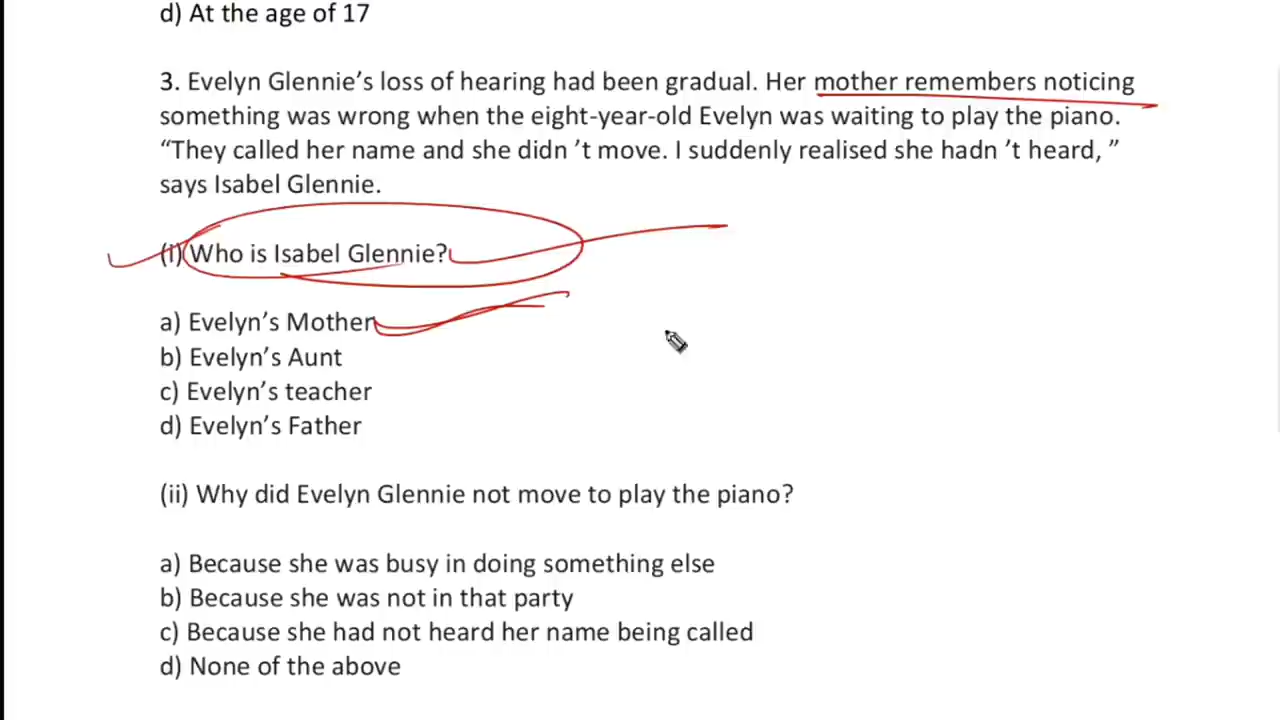 d) At the age of 17
3. Evelyn Glennie’s loss of hearing had been gradual. Her mother remembers noticing
something was wrong when the eight-year-old Evelyn was waiting to play the piano.
“They called her name and she didn ’t move. I suddenly realised she hadn ’t heard, ”
says Isabel Glennie.
(i) Who is Isabel Glennie?
a) Evelyn’s Mother
b) Evelyn’s Aunt
c) Evelyn’s teacher
d) Evelyn’s Father
(ii) Why did Evelyn Glennie not move to play the piano?
a) Because she was busy in doing something else
b) Because she was not in that party
c) Because she had not heard her name being called
d) None of the above